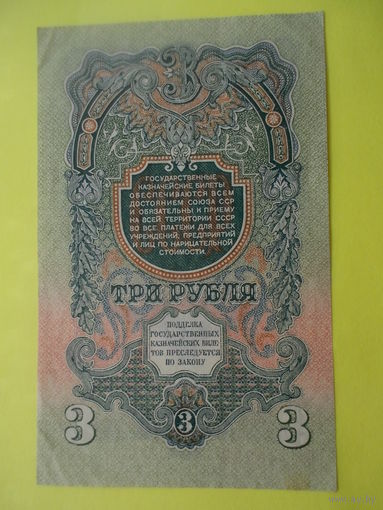 3
ГОСУДАРСТВЕННЫЕ
КАЗНАЧЕЙСКИЕ БИЛЕТЫ
ОБЕСПЕЧИВАЮТСЯ ВСЕМ
ДОСТОЯНИЕМ СОЮЗА ССР
И ОБЯЗАТЕЛЬНЫ К ПРИЕМУ
НА ВСЕЙ ТЕРРИТОРИИ СССР
ВО ВСЕ ПЛАТЕЖИ ДЛЯ ВСЕХ
УЧРЕЖДЕНИЙ, ПРЕДПРИЯТИЙ
И ЛИЦ ПО НАРИЦАТЕЛЬНОЙ
СТОИМОСТИ.
ТРИ РУБЛЯ
ПОДДЕЛКА
ГОСУДАРСТВЕННЫХ
КАЗНАЧЕЙСКИХ БИЛЕ
ТОВ ПРЕСЛЕДУЕТСЯ
ПО ЗАКОНУ
3 3 3